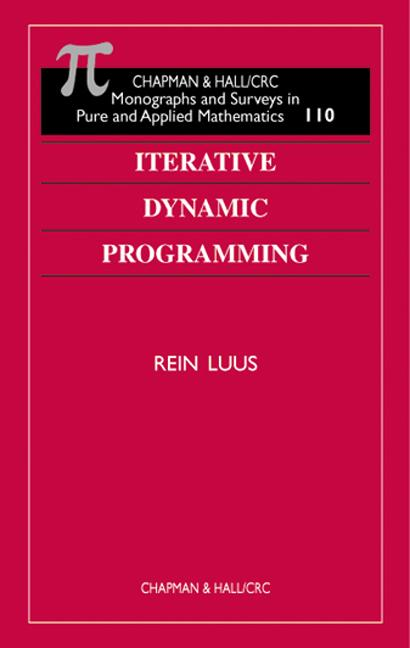 π
CHAPMAN & HALL/CRC
Monographs and Surveys in
Pure and Applied Mathematics 110
ITERATIVE
DYNAMIC
PROGRAMMING
REIN LUUS
CHAPMAN & HALL/CRC